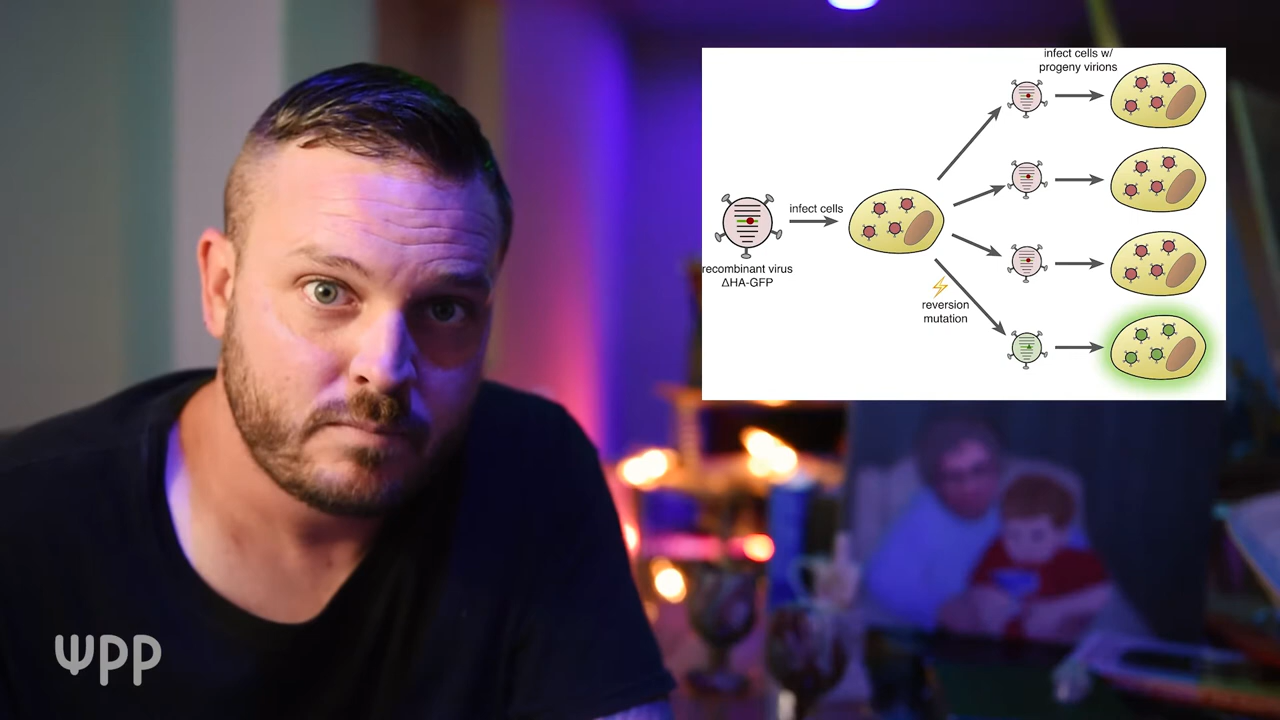 infect cells w/
progeny virions
infect cells
recombinant virus
ΔHA-GFP
reversion
mutation
ΨPP